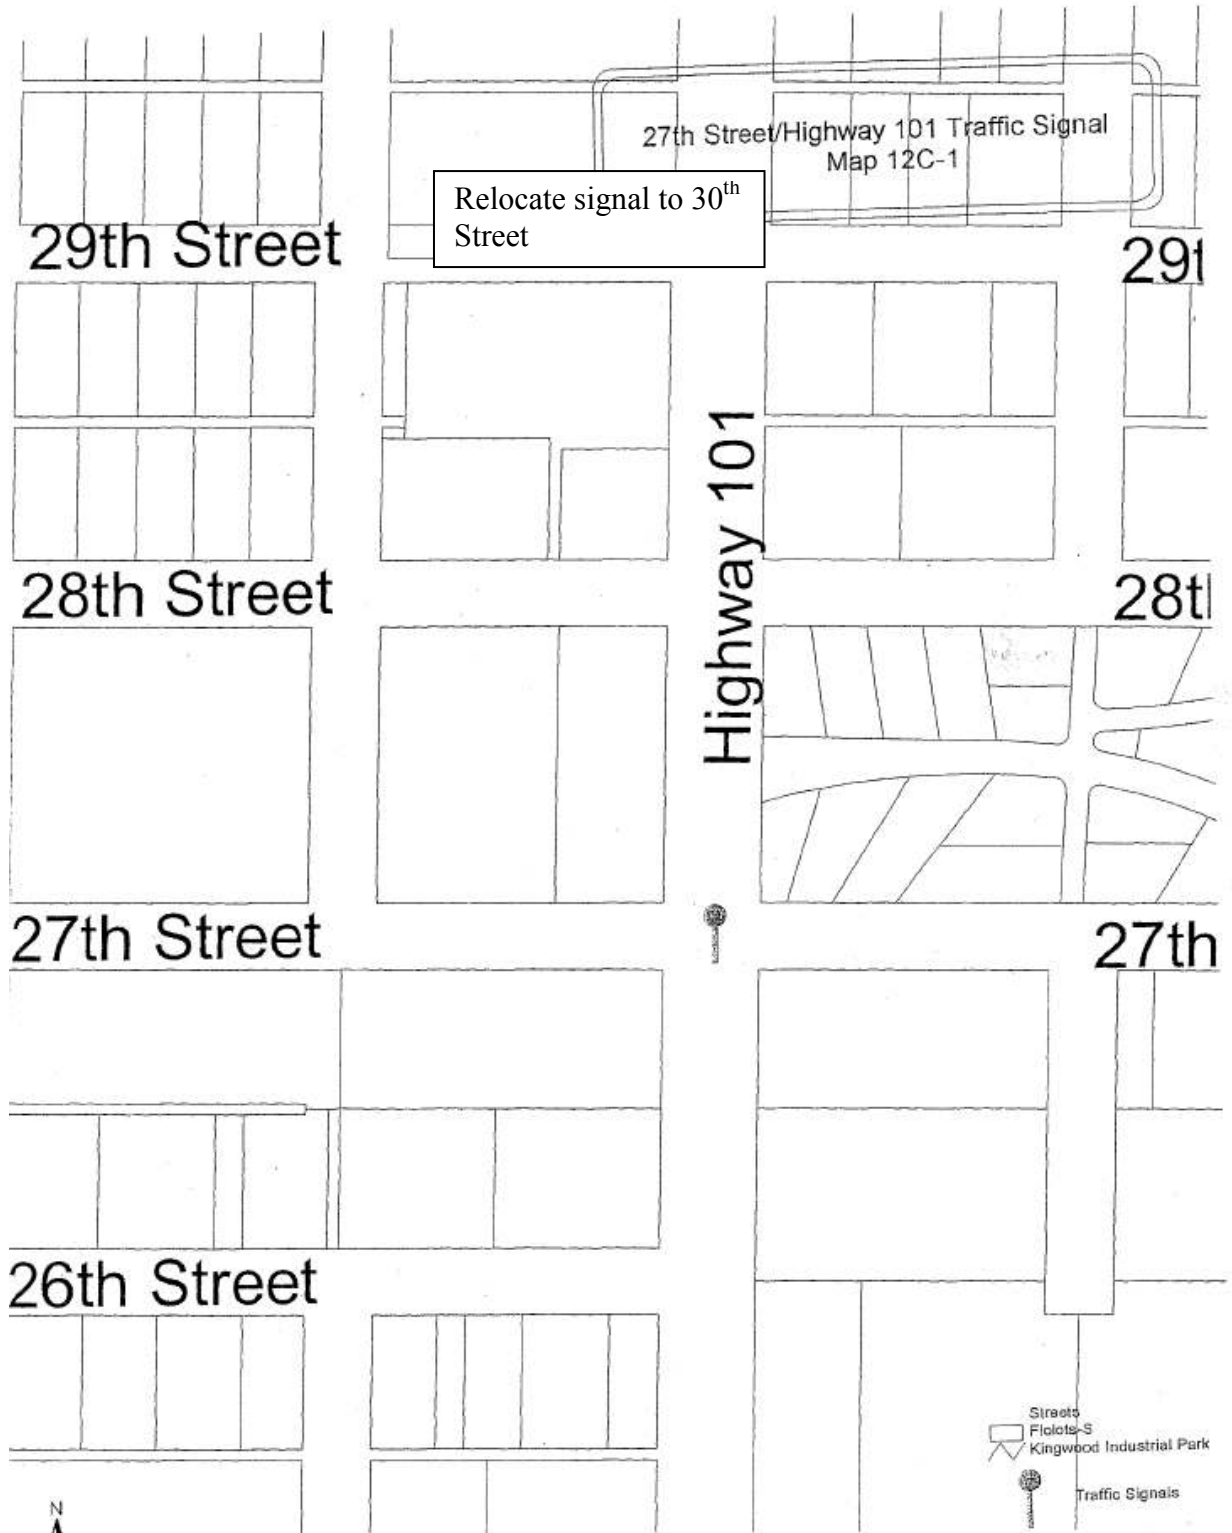 27th Street/Highway 101 Traffic Signal
Map 12C-1
Relocate signal to 30th
Street
29th Street
29t
Highway 101
28th Street
28t
27th Street
27th
26th Street
Streets
Flolots-S
Kingwood Industrial Park
Traffic Signals
N